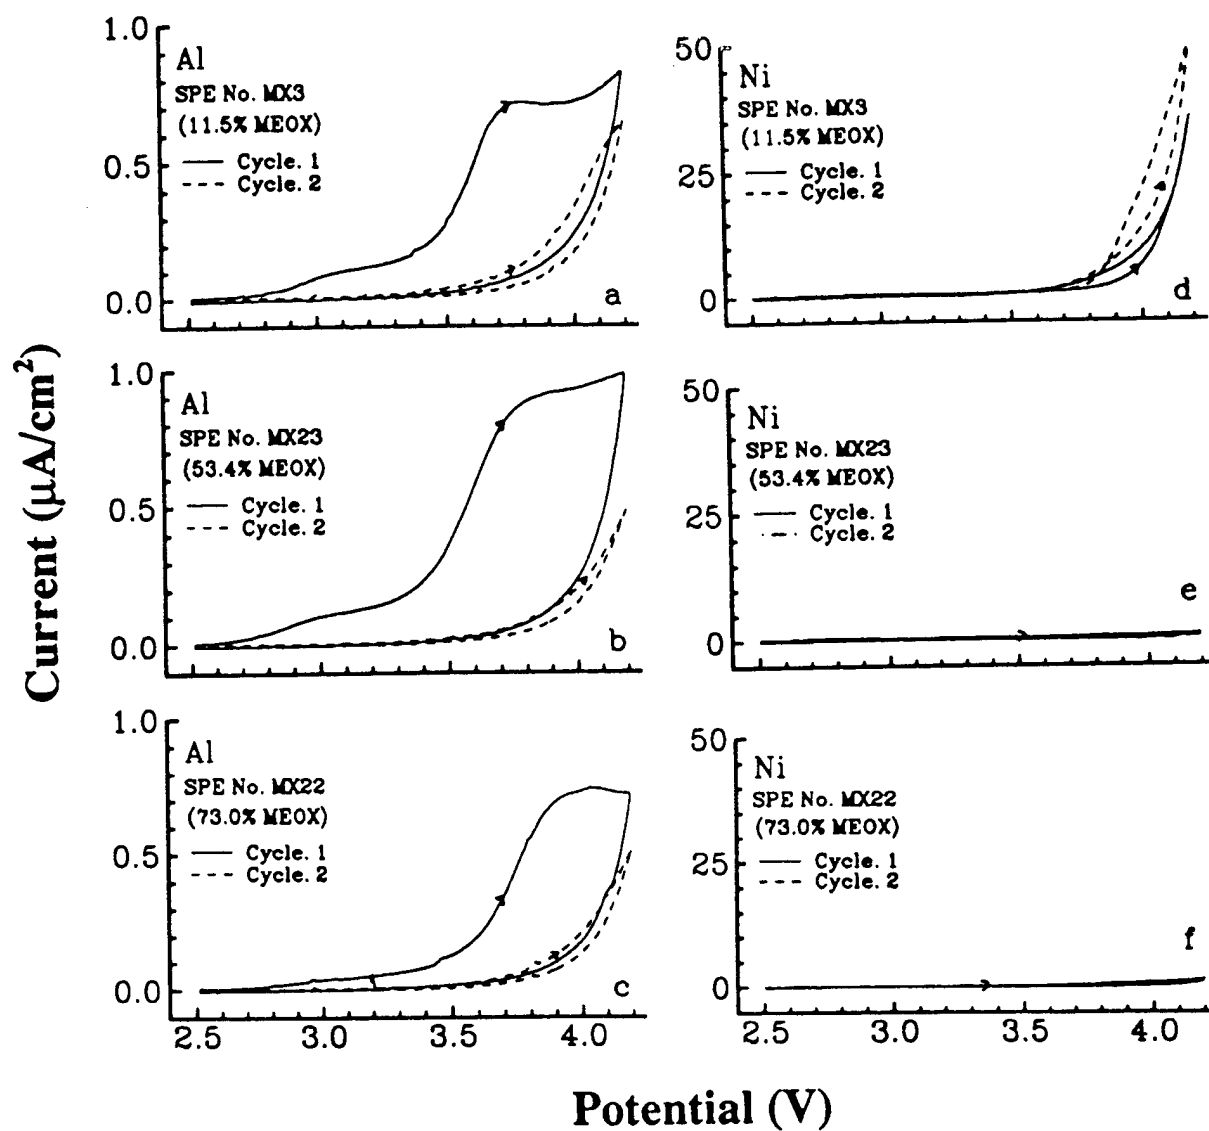 Current (μA/cm²)
1.0
0.5
0.0
Al
SPE No. MX3
(11.5% MEOX)
Cycle. 1
Cycle. 2
a
50
25
0
Ni
SPE No. MX3
(11.5% MEOX)
Cycle. 1
Cycle. 2
d
1.0
0.5
0.0
Al
SPE No. MX23
(53.4% MEOX)
Cycle. 1
Cycle. 2
b
50
25
0
Ni
SPE No. MX23
(53.4% MEOX)
Cycle. 1
Cycle. 2
e
1.0
0.5
0.0
Al
SPE No. MX22
(73.0% MEOX)
Cycle. 1
Cycle. 2
c
2.5 3.0 3.5 4.0
50
25
0
Ni
SPE No. MX22
(73.0% MEOX)
Cycle. 1
Cycle. 2
f
2.5 3.0 3.5 4.0
Potential (V)